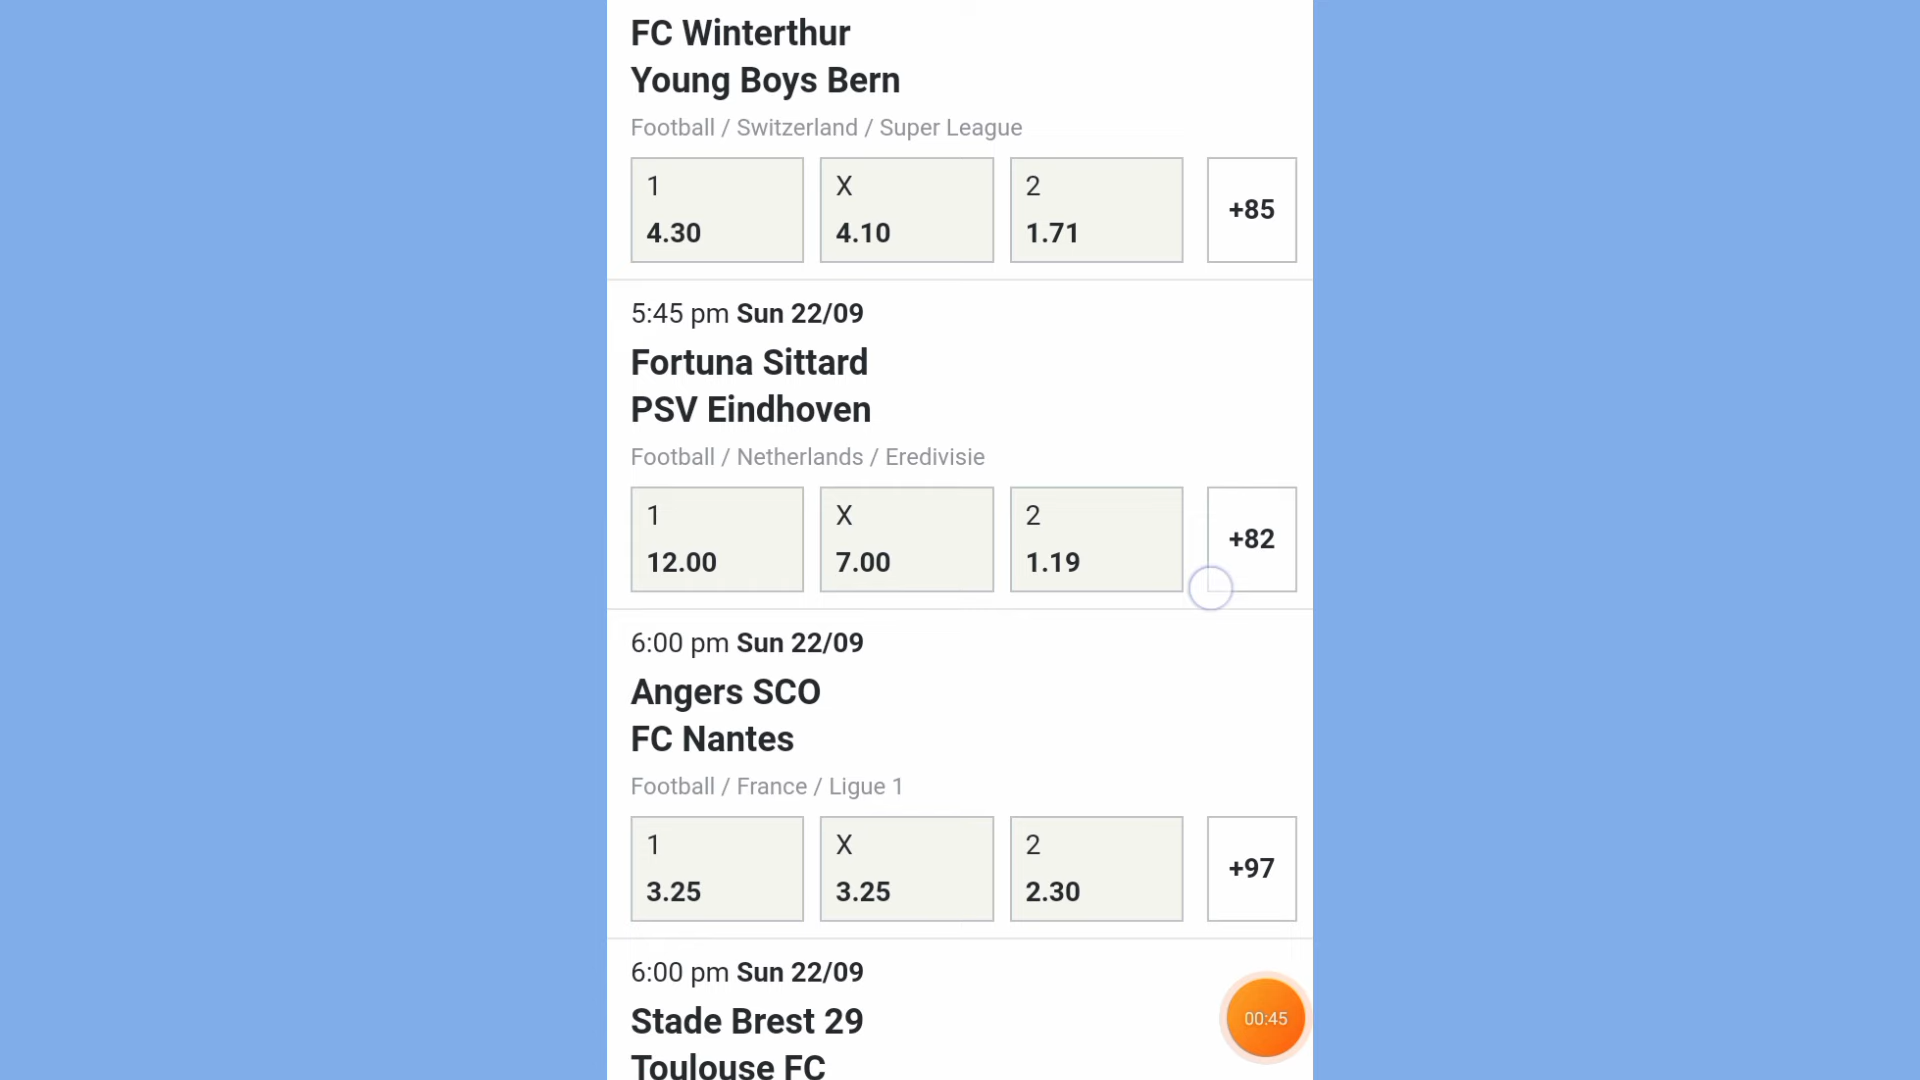 FC Winterthur
Young Boys Bern
Football / Switzerland / Super League
1 X 2 +85
4.30 4.10 1.71
5:45 pm Sun 22/09
Fortuna Sittard
PSV Eindhoven
Football / Netherlands / Eredivisie
1 X 2 +82
12.00 7.00 1.19
6:00 pm Sun 22/09
Angers SCO
FC Nantes
Football / France / Ligue 1
1 X 2 +97
3.25 3.25 2.30
6:00 pm Sun 22/09
Stade Brest 29
00:45
Toulouse FC